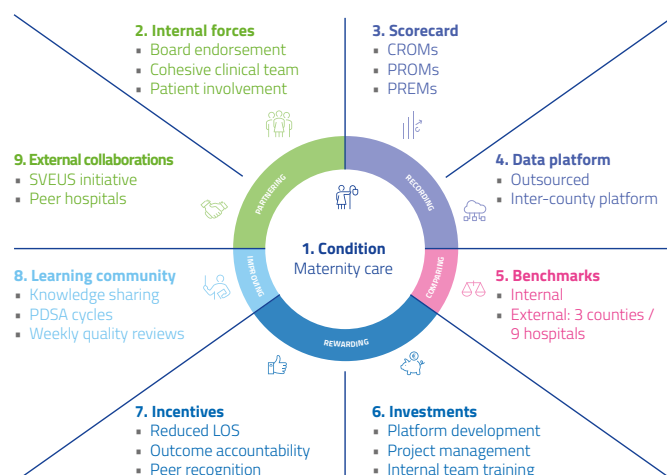 2. Internal forces
▪ Board endorsement
▪ Cohesive clinical team
▪ Patient involvement
3. Scorecard
▪ CROMs
▪ PROMs
▪ PREMs
9. External collaborations
▪ SVEUS initiative
▪ Peer hospitals
4. Data platform
▪ Outsourced
▪ Inter-county platform
PARTNERING
RECORDING
1. Condition
Maternity care
8. Learning community
▪ Knowledge sharing
▪ PDSA cycles
▪ Weekly quality reviews
IMPROVING
COMPARING
5. Benchmarks
▪ Internal
▪ External: 3 counties /
9 hospitals
REWARDING
7. Incentives
▪ Reduced LOS
▪ Outcome accountability
▪ Peer recognition
6. Investments
▪ Platform development
▪ Project management
▪ Internal team training